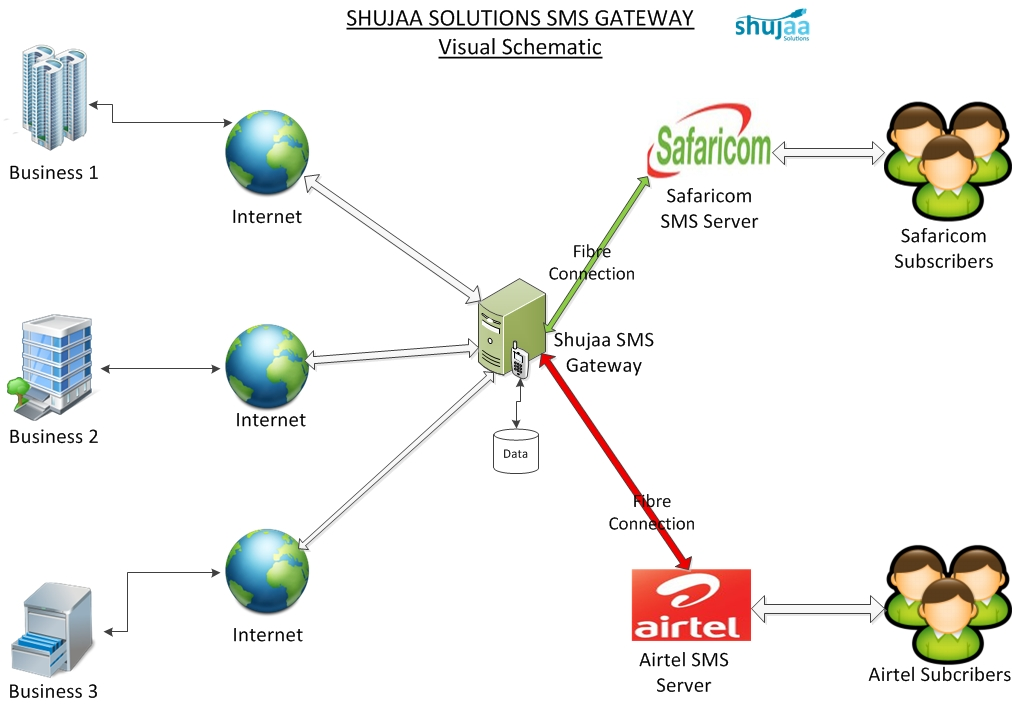 SHUJAA SOLUTIONS SMS GATEWAY
Visual Schematic
shujaa
Solutions
Business 1
Internet
Safaricom
Safaricom
SMS Server
Safaricom
Subscribers
Fibre
Connection
Shujaa SMS
Gateway
Business 2
Internet
Data
Fibre
Connection
Business 3
Internet
airtel
Airtel SMS
Server
Airtel Subcribers